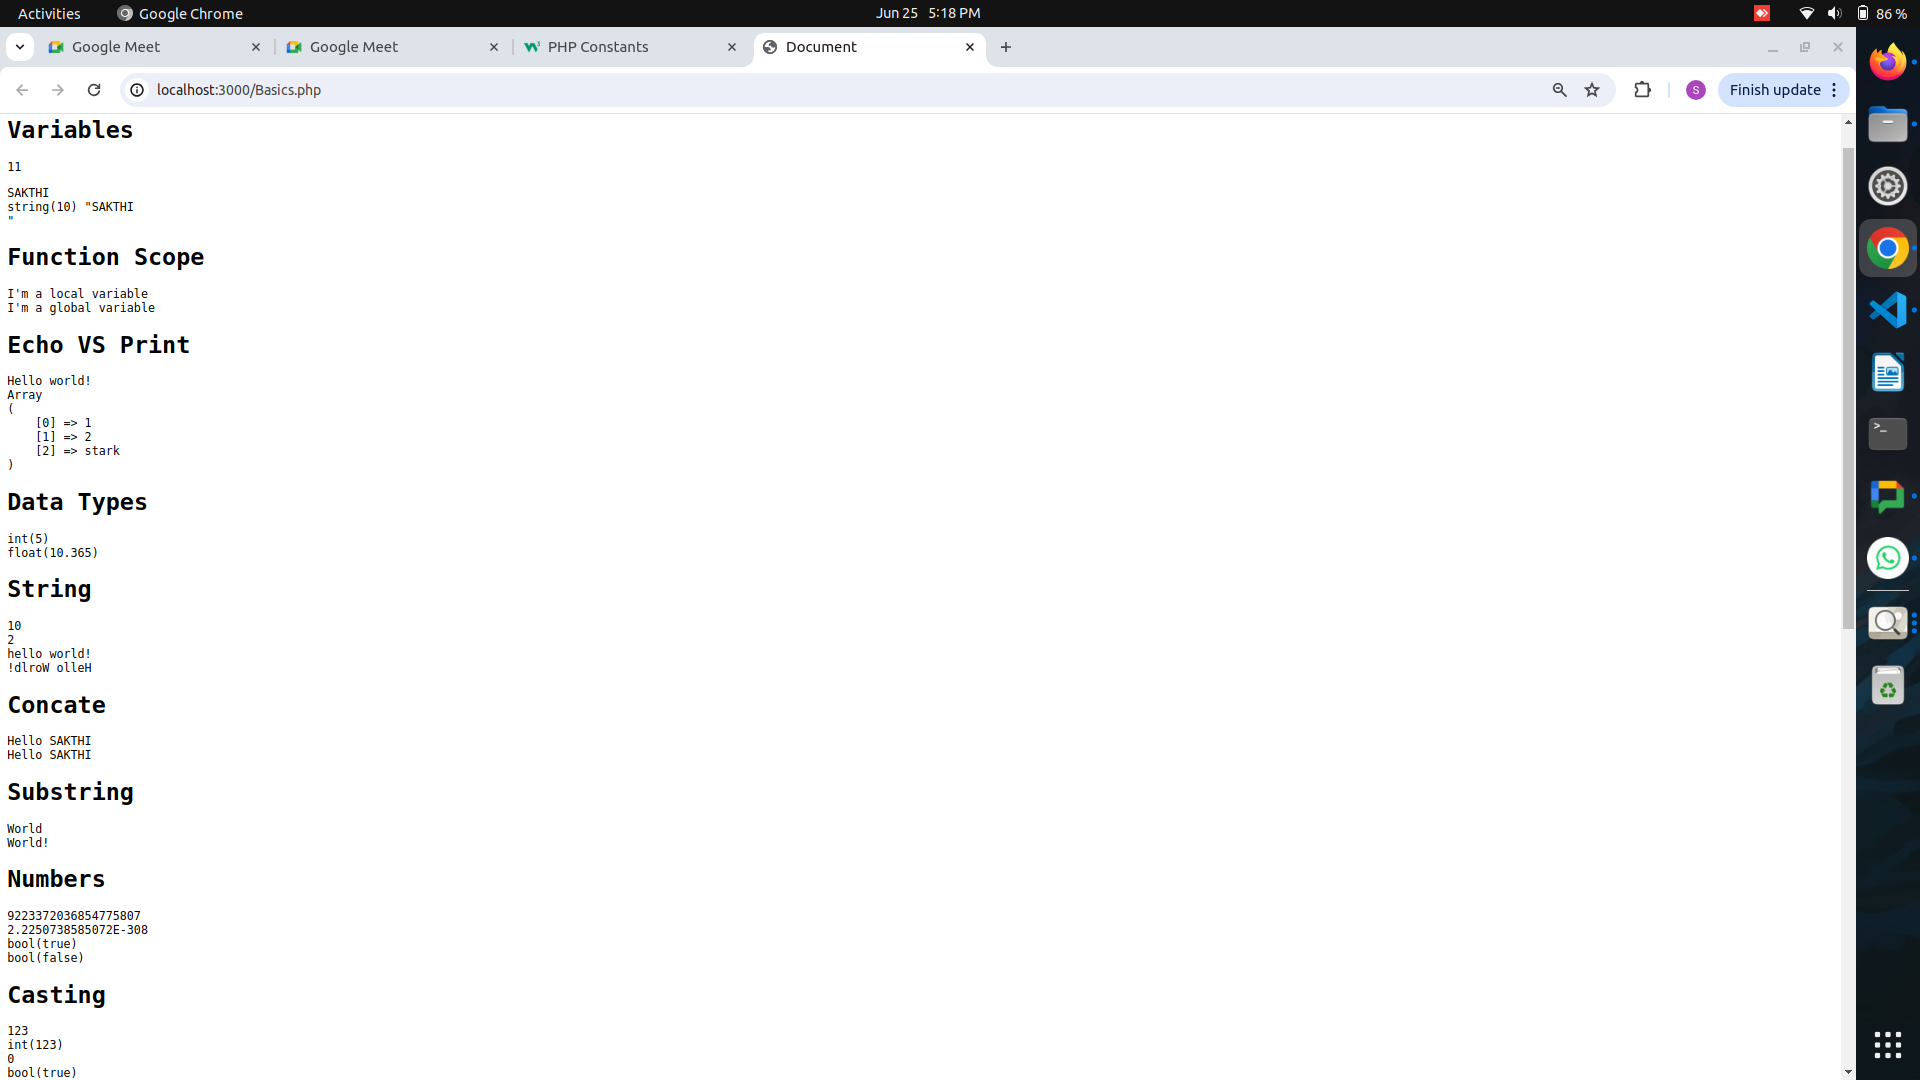 Activities
Google Chrome
Jun 25 5:18 PM
86 %
Google Meet
Google Meet
PHP Constants
Document
localhost:3000/Basics.php
S
Finish update
Variables
11
SAKTHI
string(10) "SAKTHI
"
Function Scope
I'm a local variable
I'm a global variable
Echo VS Print
Hello world!
Array
(
    [0] => 1
    [1] => 2
    [2] => stark
)
Data Types
int(5)
float(10.365)
String
10
2
hello world!
!dlroW olleH
Concate
Hello SAKTHI
Hello SAKTHI
Substring
World
World!
Numbers
9223372036854775807
2.2250738585072E-308
bool(true)
bool(false)
Casting
123
int(123)
0
bool(true)